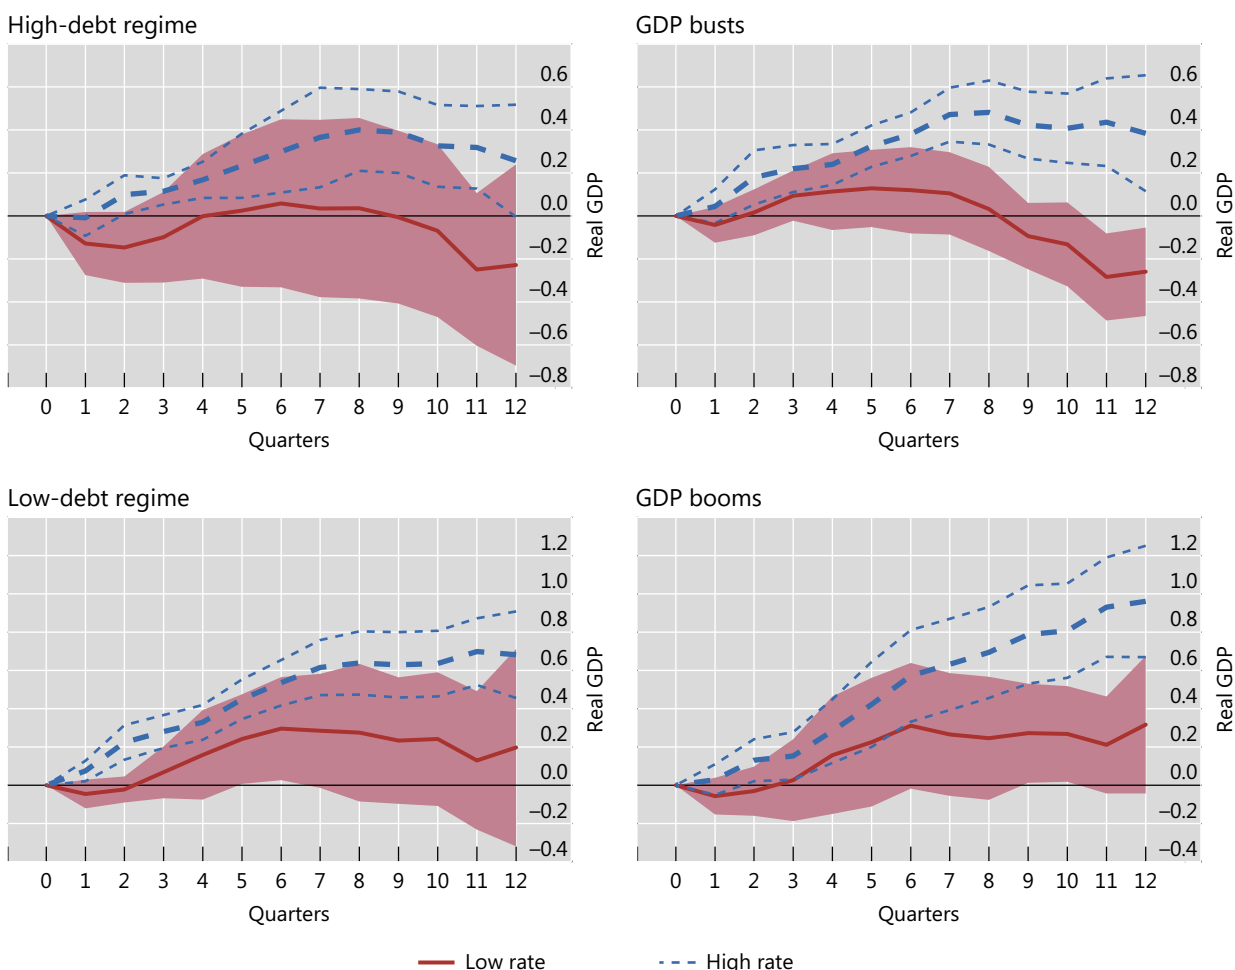 High-debt regime
GDP busts
0.6
0.4
0.2
0.0
–0.2
–0.4
–0.6
–0.8
Real GDP
0 1 2 3 4 5 6 7 8 9 10 11 12
Quarters
0.6
0.4
0.2
0.0
–0.2
–0.4
–0.6
–0.8
Real GDP
0 1 2 3 4 5 6 7 8 9 10 11 12
Quarters
Low-debt regime
GDP booms
1.2
1.0
0.8
0.6
0.4
0.2
0.0
–0.2
–0.4
Real GDP
0 1 2 3 4 5 6 7 8 9 10 11 12
Quarters
1.2
1.0
0.8
0.6
0.4
0.2
0.0
–0.2
–0.4
Real GDP
0 1 2 3 4 5 6 7 8 9 10 11 12
Quarters
Low rate
High rate